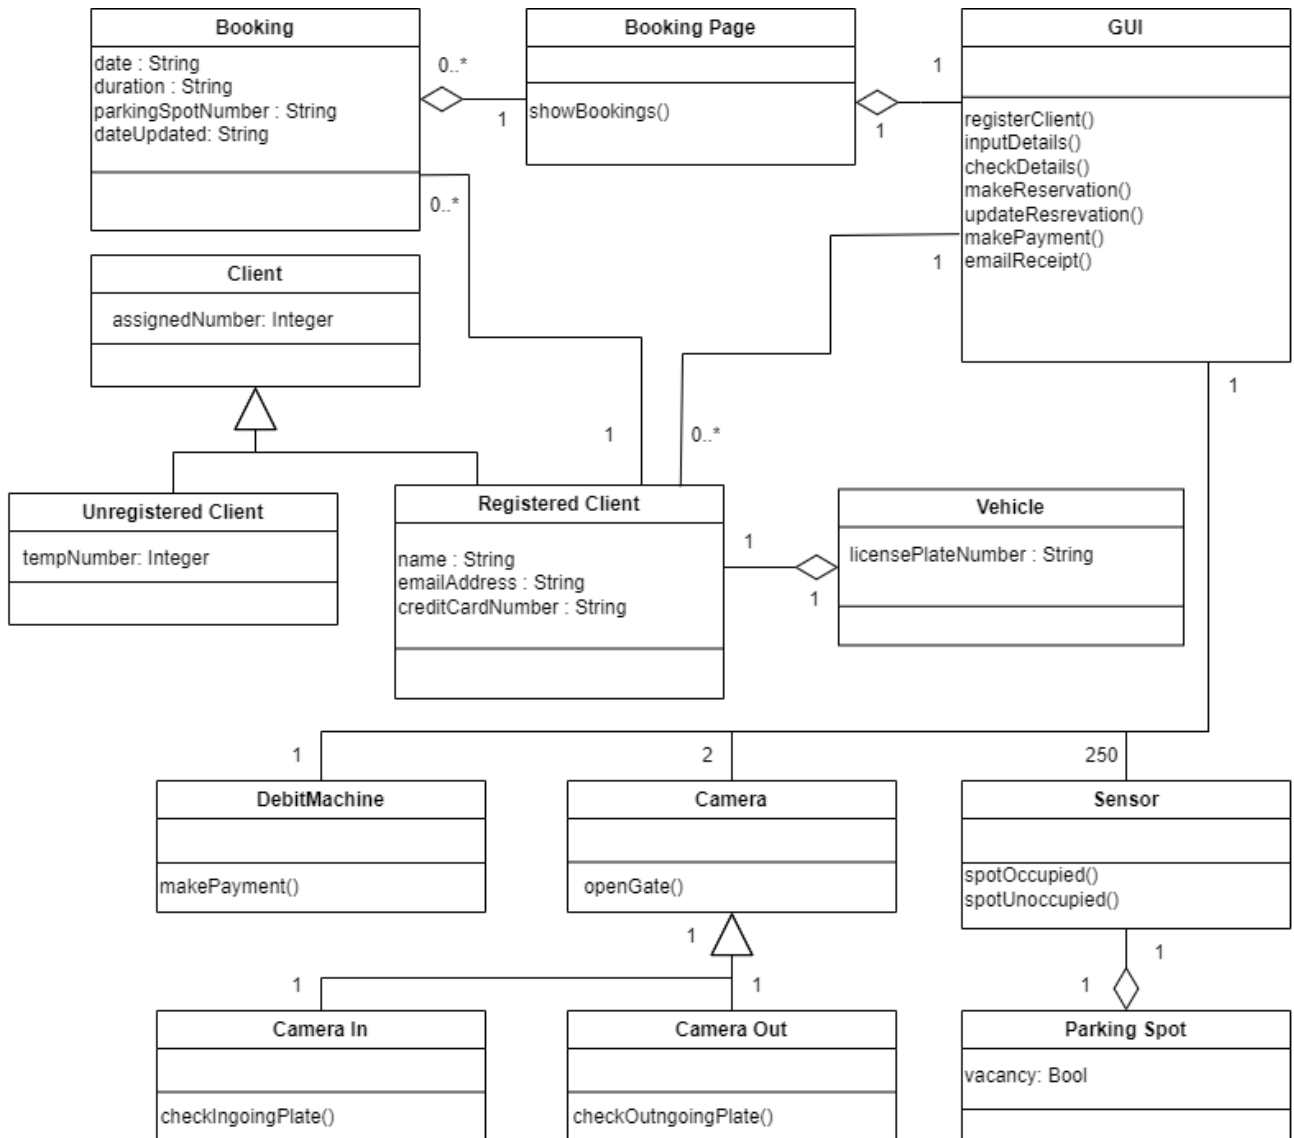 Booking
date : String
duration : String
parkingSpotNumber : String
dateUpdated: String
0..*
1
Booking Page
showBookings()
1
1
GUI
registerClient()
inputDetails()
checkDetails()
makeReservation()
updateResrevation()
makePayment()
emailReceipt()
0..*
1
1
Client
assignedNumber: Integer
1
0..*
Unregistered Client
tempNumber: Integer
Registered Client
name : String
emailAddress : String
creditCardNumber : String
1
1
Vehicle
licensePlateNumber : String
1
2
250
DebitMachine
makePayment()
Camera
openGate()
Sensor
spotOccupied()
spotUnoccupied()
1
1
1
1
1
Camera In
checkIngoingPlate()
Camera Out
checkOutngoingPlate()
Parking Spot
vacancy: Bool